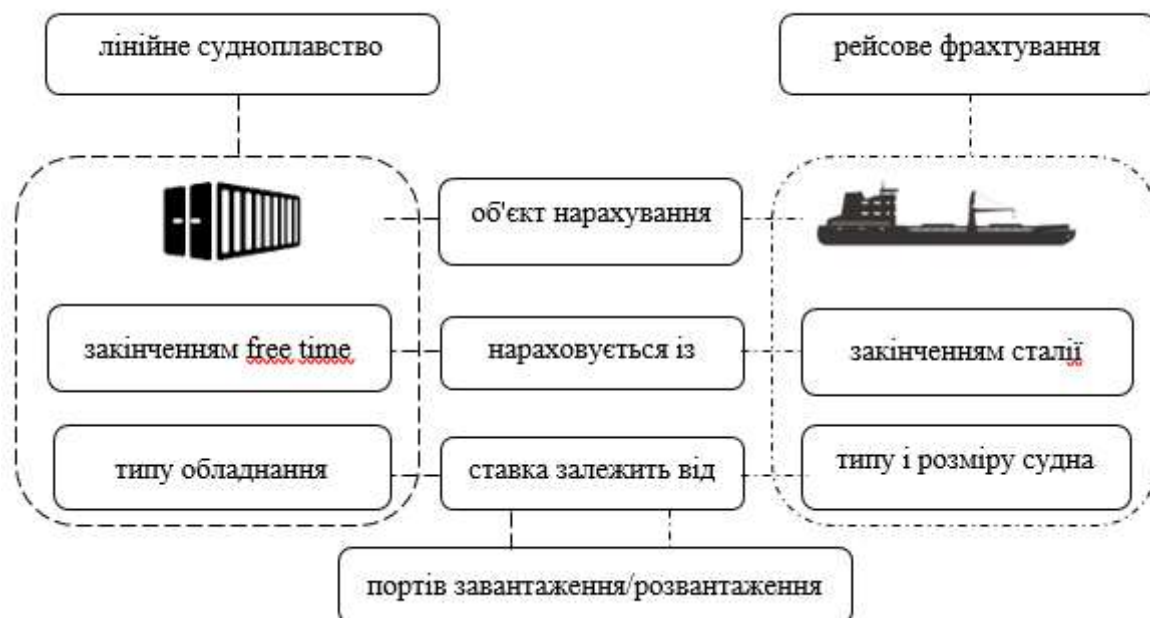 лінійне судноплавство
рейсове фрахтування
об'єкт нарахування
закінченням free time
нараховується із
закінченням сталії
типу обладнання
ставка залежить від
типу і розміру судна
портів завантаження/розвантаження